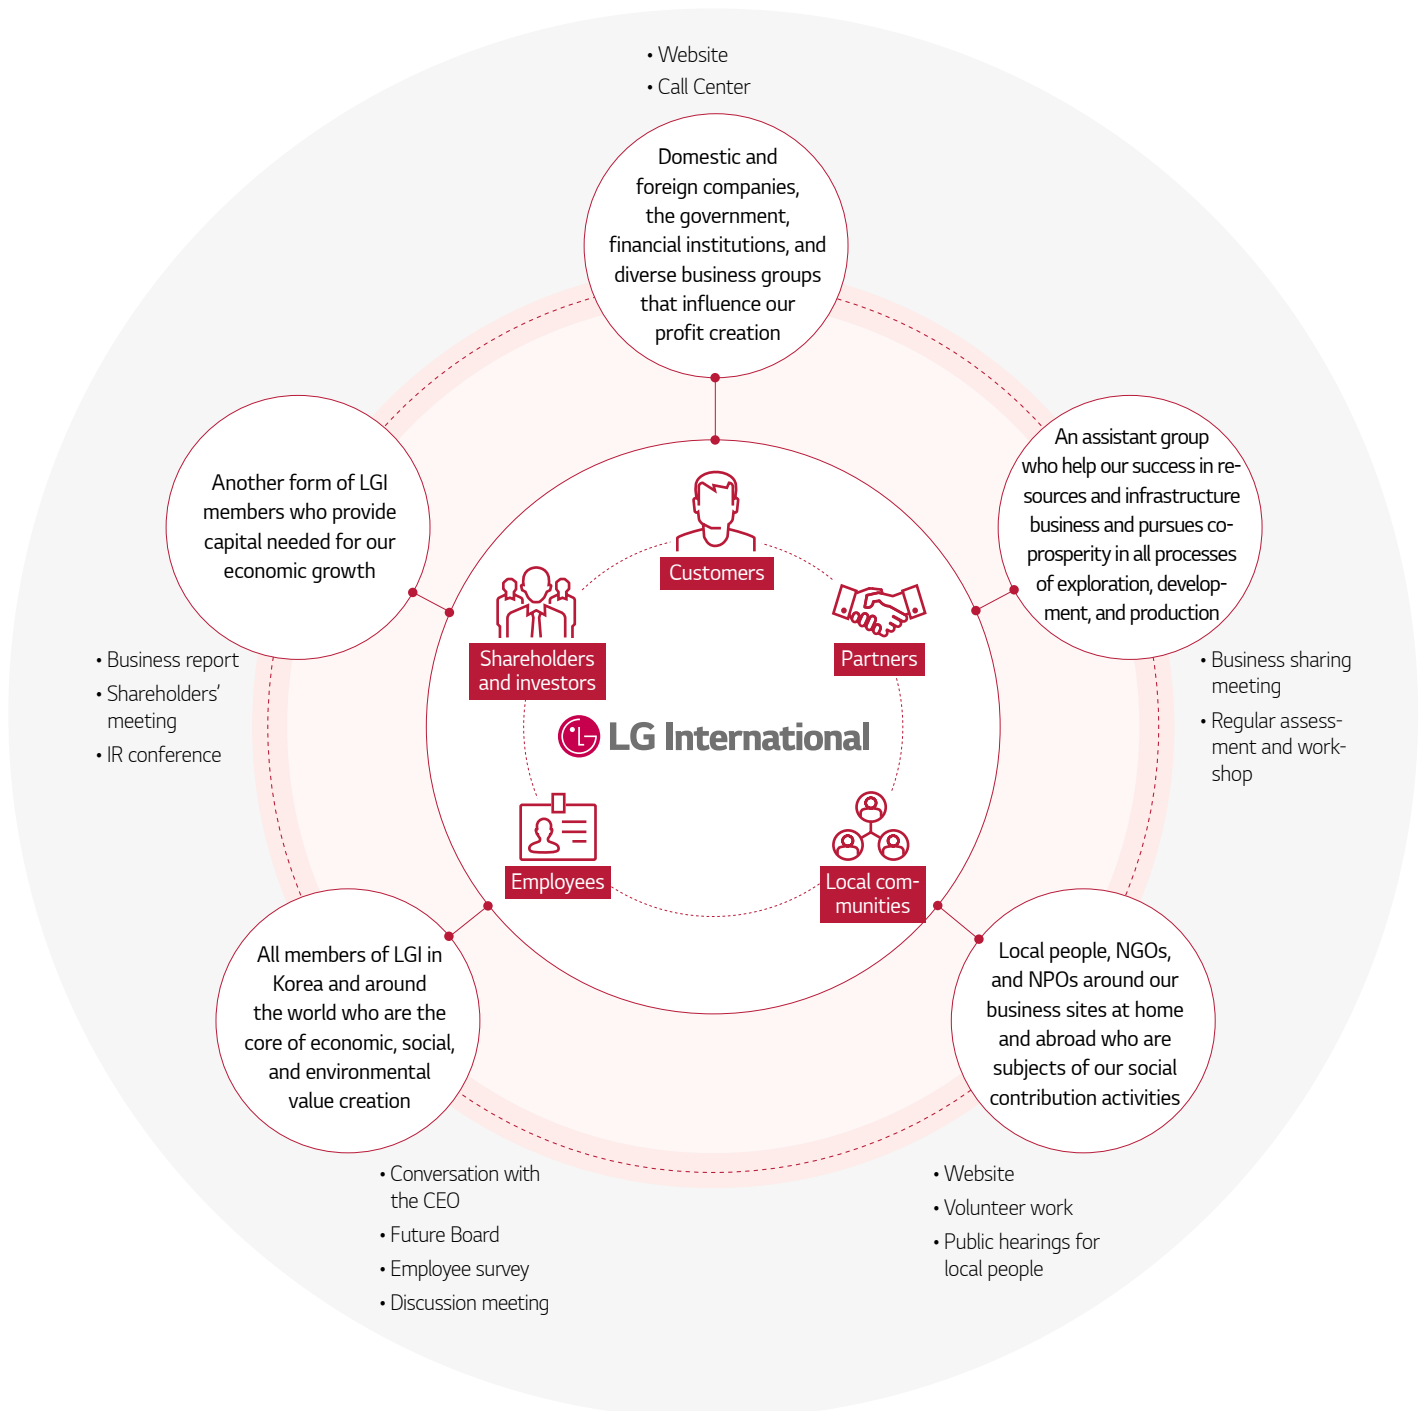 • Website
• Call Center
Domestic and
foreign companies,
the government,
financial institutions, and
diverse business groups
that influence our
profit creation
An assistant group
who help our success in re-
sources and infrastructure
business and pursues co-
prosperity in all processes
of exploration, develop-
ment, and production
• Business sharing
meeting
• Regular assess-
ment and work-
shop
Another form of LGI
members who provide
capital needed for our
economic growth
• Business report
• Shareholders'
meeting
• IR conference
Customers
Partners
Shareholders
and investors
LG International
Employees
Local com-
munities
All members of LGI in
Korea and around
the world who are the
core of economic, social,
and environmental
value creation
• Conversation with
the CEO
• Future Board
• Employee survey
• Discussion meeting
Local people, NGOs,
and NPOs around our
business sites at home
and abroad who are
subjects of our social
contribution activities
• Website
• Volunteer work
• Public hearings for
local people